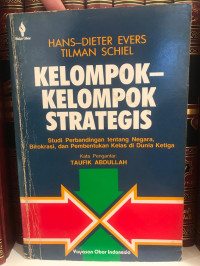 HANS-DIETER EVERS
TILMAN SCHIEL
KELOMPOK-
KELOMPOK
STRATEGIS
Studi Perbandingan tentang Negara,
Birokrasi, dan Pembentukan Kelas di Dunia Ketiga
Kata Pengantar
TAUFIK ABDULLAH
Yayasan Obor Indonesia